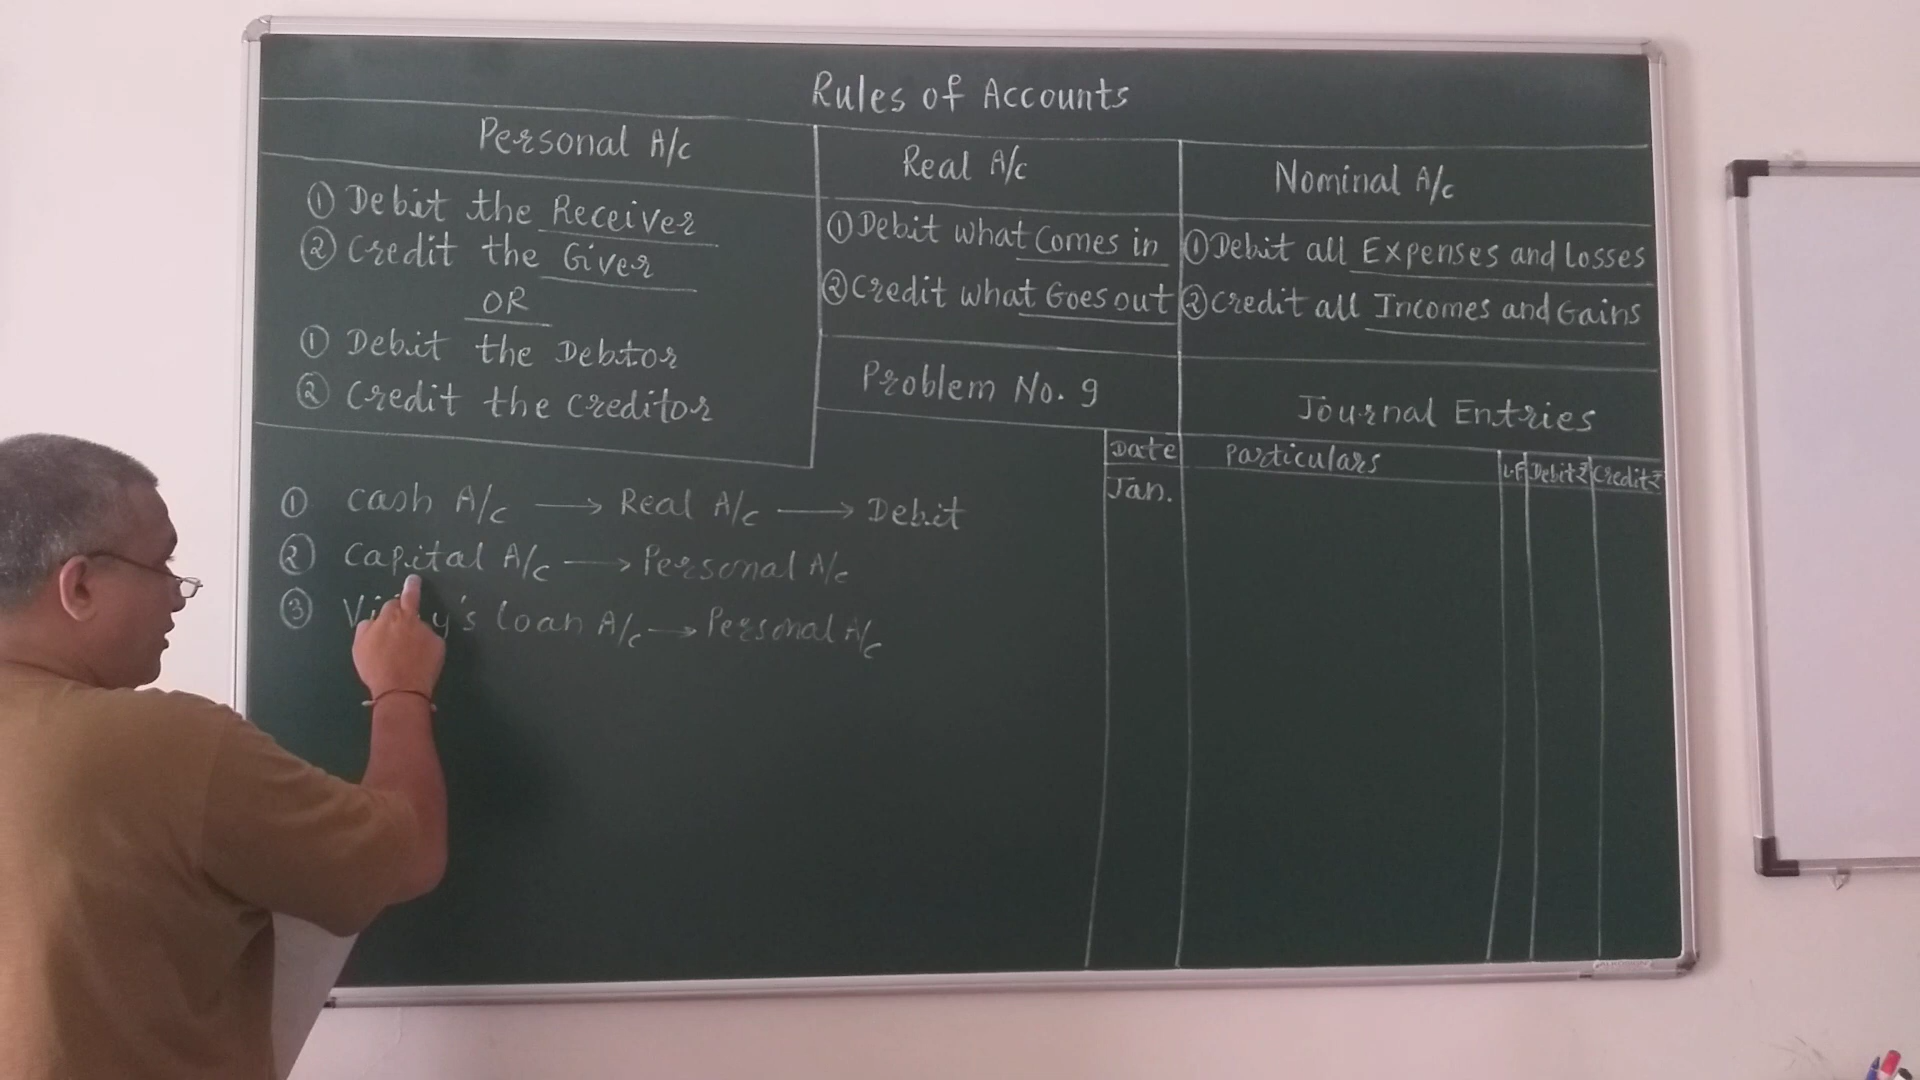 Rules of Accounts
Personal A/c
① Debit the Receiver
② Credit the Giver
OR
① Debit the Debtor
② Credit the Creditor
Real A/c
① Debit what Comes in
② Credit what Goes out
Nominal A/c
① Debit all Expenses and Losses
② Credit all Incomes and Gains
Problem No. 9
Journal Entries
Date Particulars L.F Debit ₹ Credit ₹
Jan.
① Cash A/c → Real A/c → Debit
② Capital A/c → Personal A/c
③ Loan A/c → Personal A/c